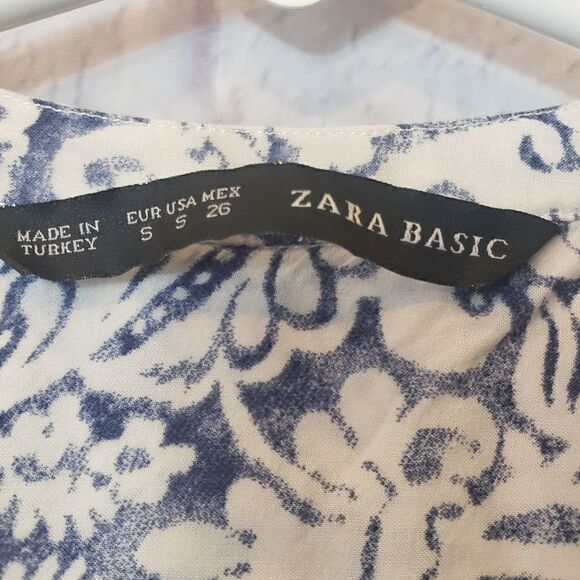 MADE IN
TURKEY
EUR USA MEX
S S 26
ZARA BASIC